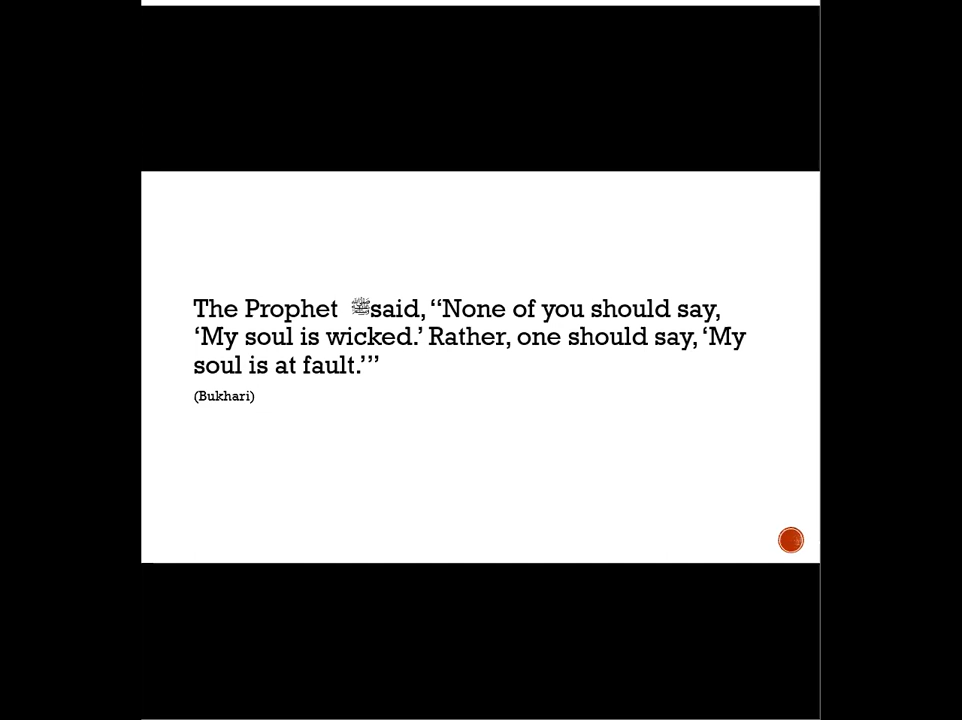 The Prophet ﷺ said, “None of you should say,
‘My soul is wicked.’ Rather, one should say, ‘My
soul is at fault.’”
(Bukhari)